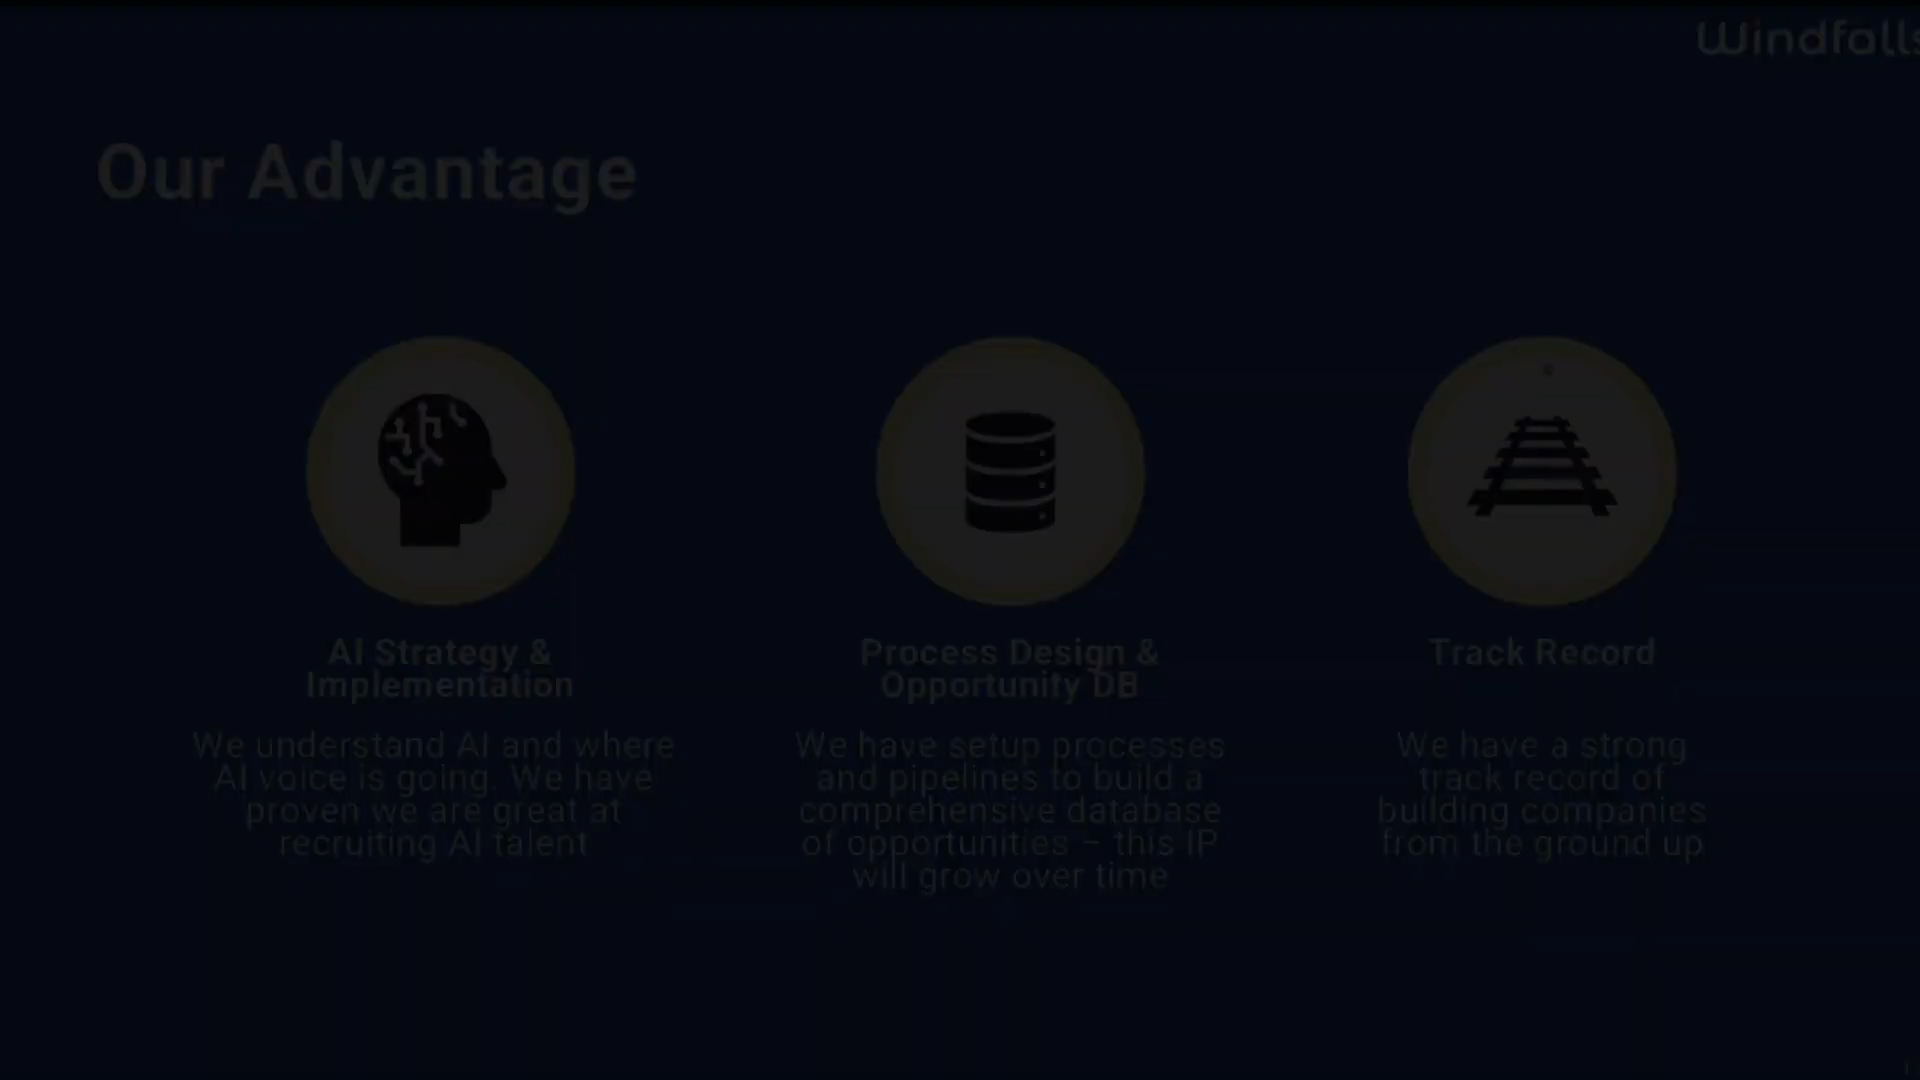 Windfalls
Our Advantage
AI Strategy &
Implementation
We understand AI and where
AI voice is going. We have
proven we are great at
recruiting AI talent
Process Design &
Opportunity DB
We have setup processes
and pipelines to build a
comprehensive database
of opportunities – this IP
will grow over time
Track Record
We have a strong
track record of
building companies
from the ground up